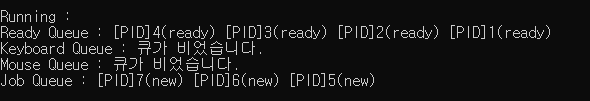 Running :
Ready Queue : [PID]4(ready) [PID]3(ready) [PID]2(ready) [PID]1(ready)
Keyboard Queue : 큐가 비었습니다.
Mouse Queue : 큐가 비었습니다.
Job Queue : [PID]7(new) [PID]6(new) [PID]5(new)